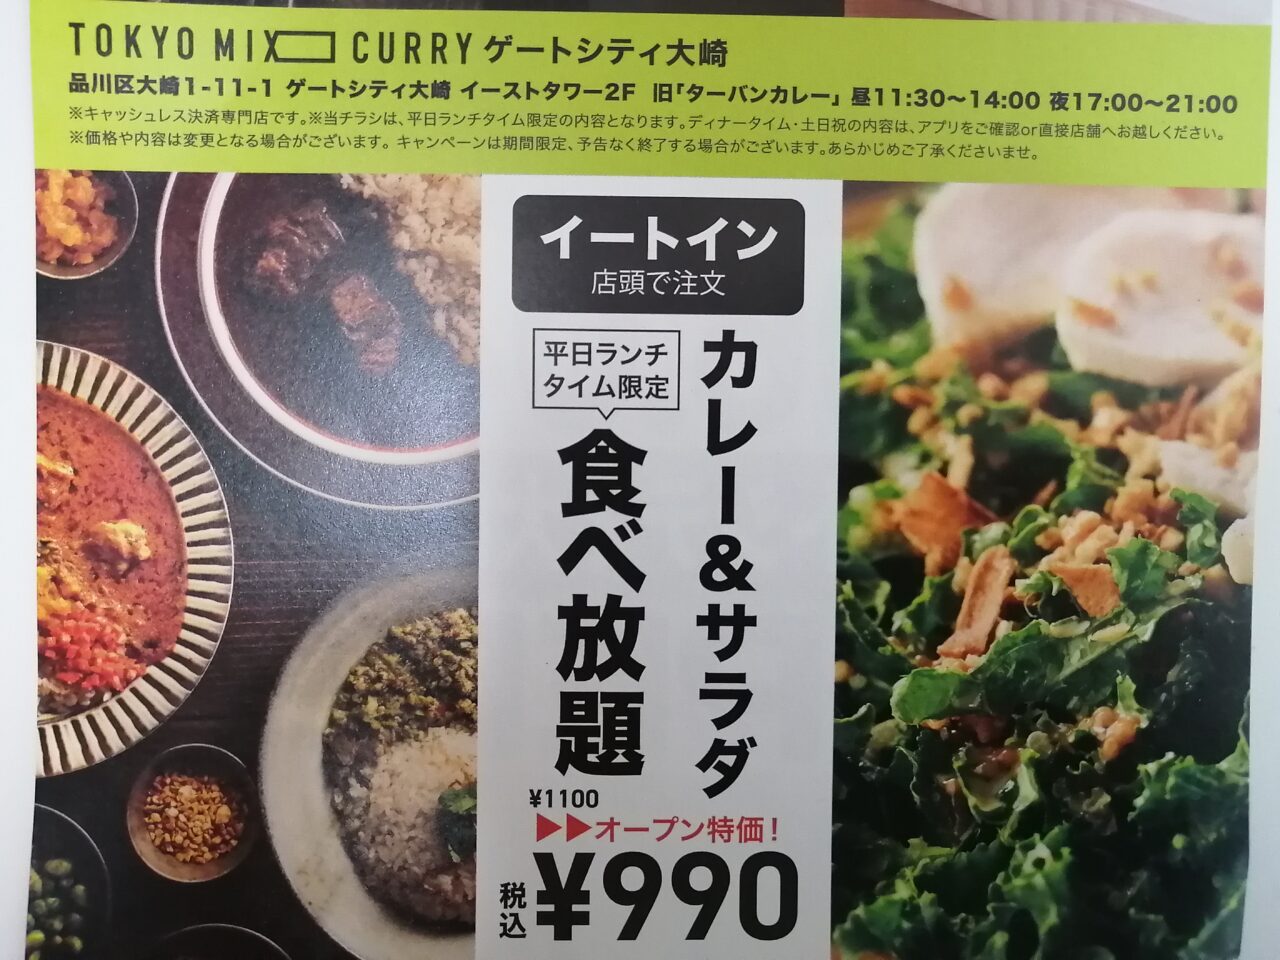 TOKYO MIX CURRY ゲートシティ大崎
品川区大崎1-11-1 ゲートシティ大崎 イーストタワー2F 旧｢ターバンカレー」 昼11:30〜14:00 夜17:00〜21:00
※キャッシュレス決済専門店です。※当チラシは、平日ランチタイム限定の内容となります。ディナータイム・土日祝の内容は、アプリをご確認or直接店舗へお越しください。
※価格や内容は変更となる場合がございます。キャンペーンは期間限定、予告なく終了する場合がございます。あらかじめご了承くださいませ。
イートイン
店頭で注文
カレー&サラダ
平日ランチ
タイム限定
食べ放題
¥1100
▶▶オープン特価！
税込 ¥990